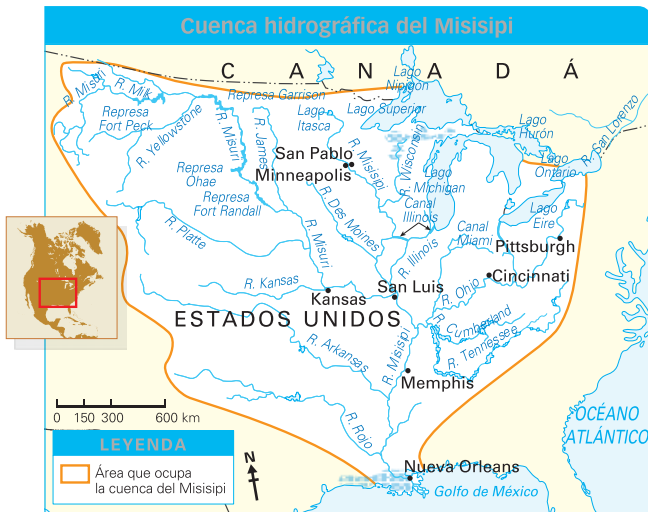 Cuenca hidrográfica del Misisipi
C A N A D Á
Lago
Nipigon
R. Misuri
R. Milk
Represa Garrison
Lago Superior
Represa
Fort Peck
Lago
Itasca
R. Yellowstone
R. Misuri
R. James
R. Misisipi
R. Wisconsin
Lago
Hurón
R. San Lorenzo
San Pablo
Minneapolis
Lago
Michigan
Lago
Ontario
Represa
Ohae
Represa
Fort Randall
R. Des Moines
Canal
Illinois
Lago
Eire
R. Platte
R. Misuri
R. Illinois
Canal
Miami
Pittsburgh
R. Kansas
Kansas
San Luis
R. Ohio
Cincinnati
ESTADOS UNIDOS
R. Cumberland
R. Tennessee
R. Arkansas
R. Misisipi
Memphis
0 150 300 600 km
R. Rojo
OCÉANO
ATLÁNTICO
LEYENDA
Área que ocupa
la cuenca del Misisipi
N
Nueva Orleans
Golfo de México